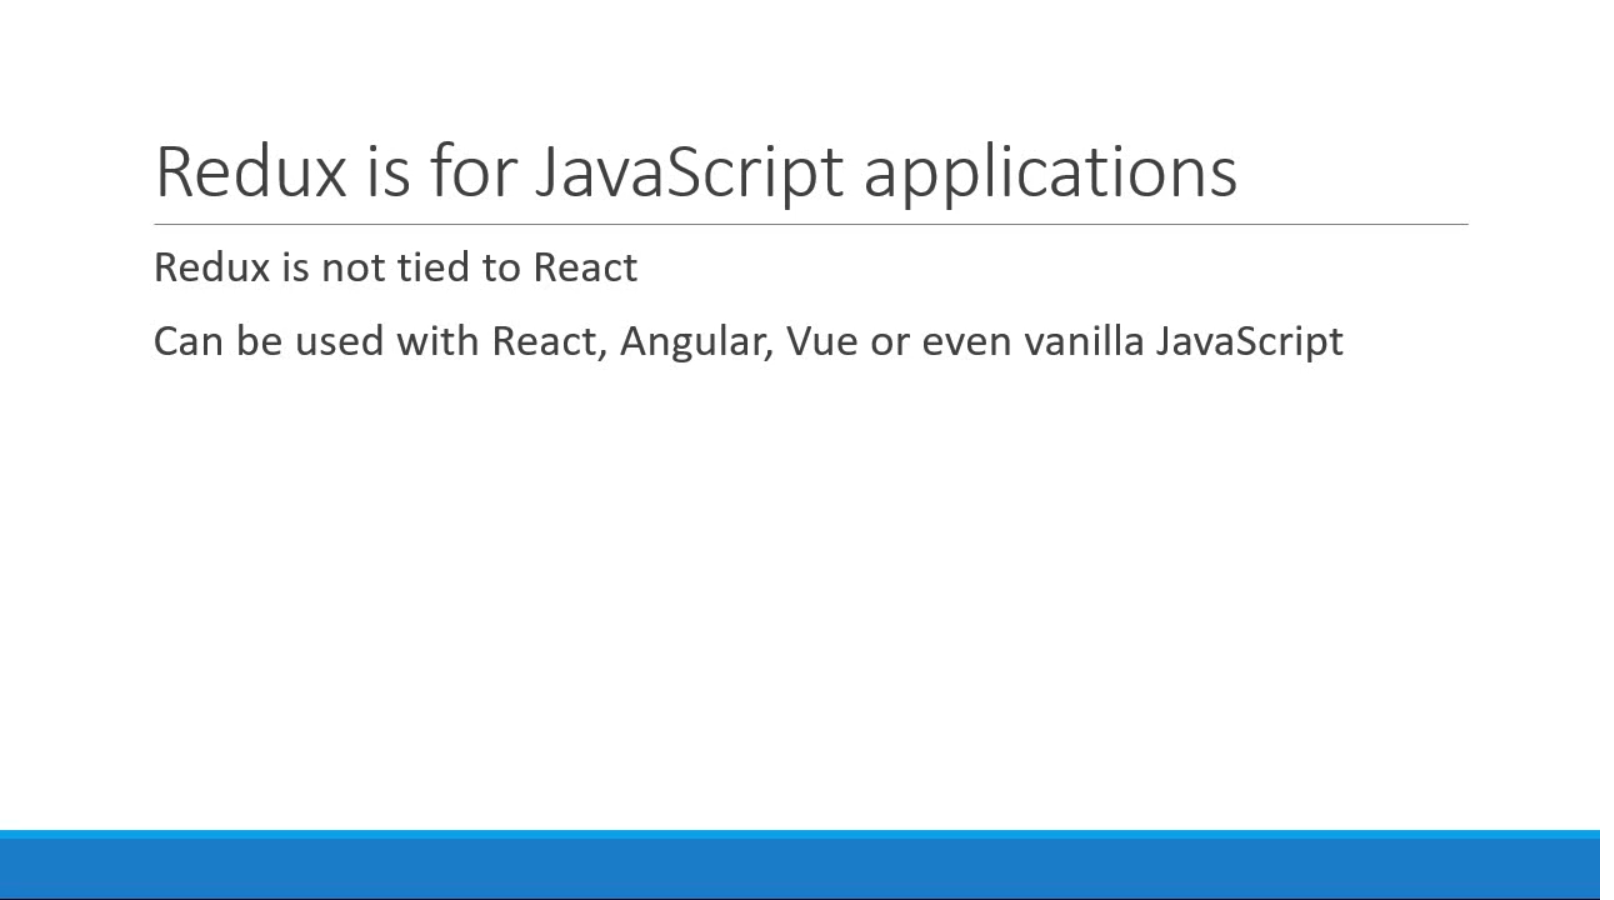 Redux is for JavaScript applications
Redux is not tied to React
Can be used with React, Angular, Vue or even vanilla JavaScript